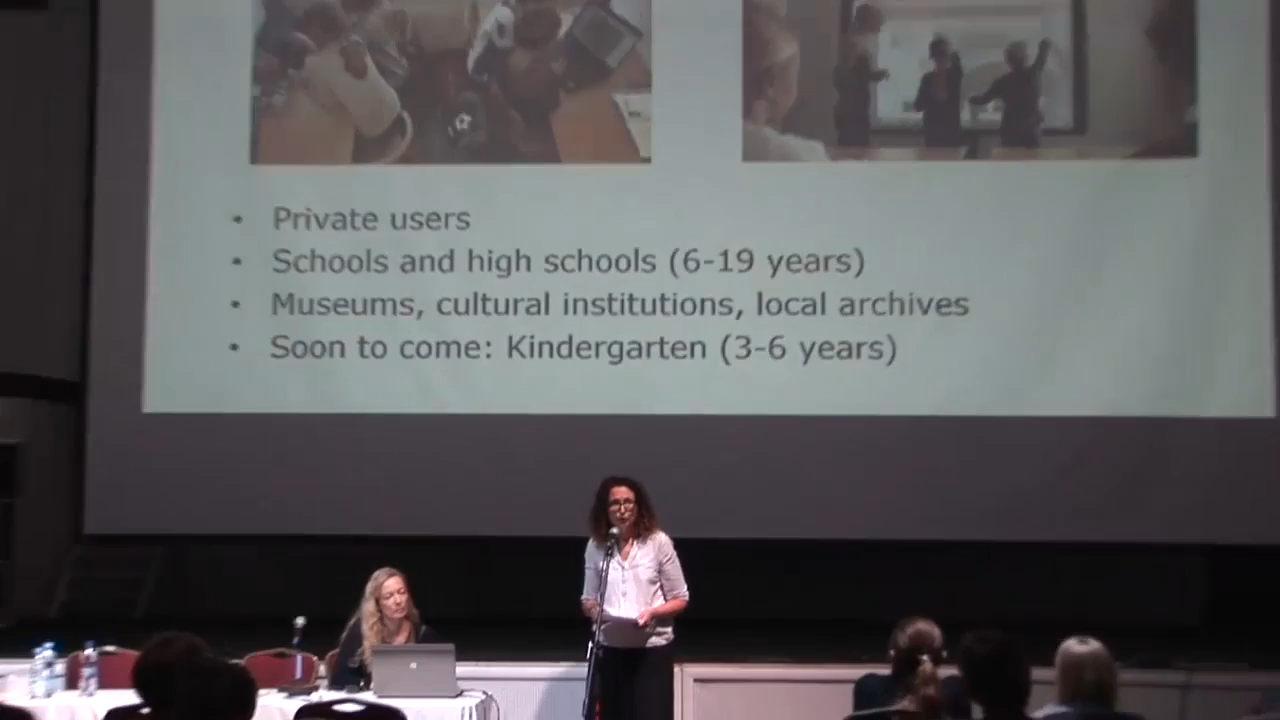 • Private users
• Schools and high schools (6-19 years)
• Museums, cultural institutions, local archives
• Soon to come: Kindergarten (3-6 years)